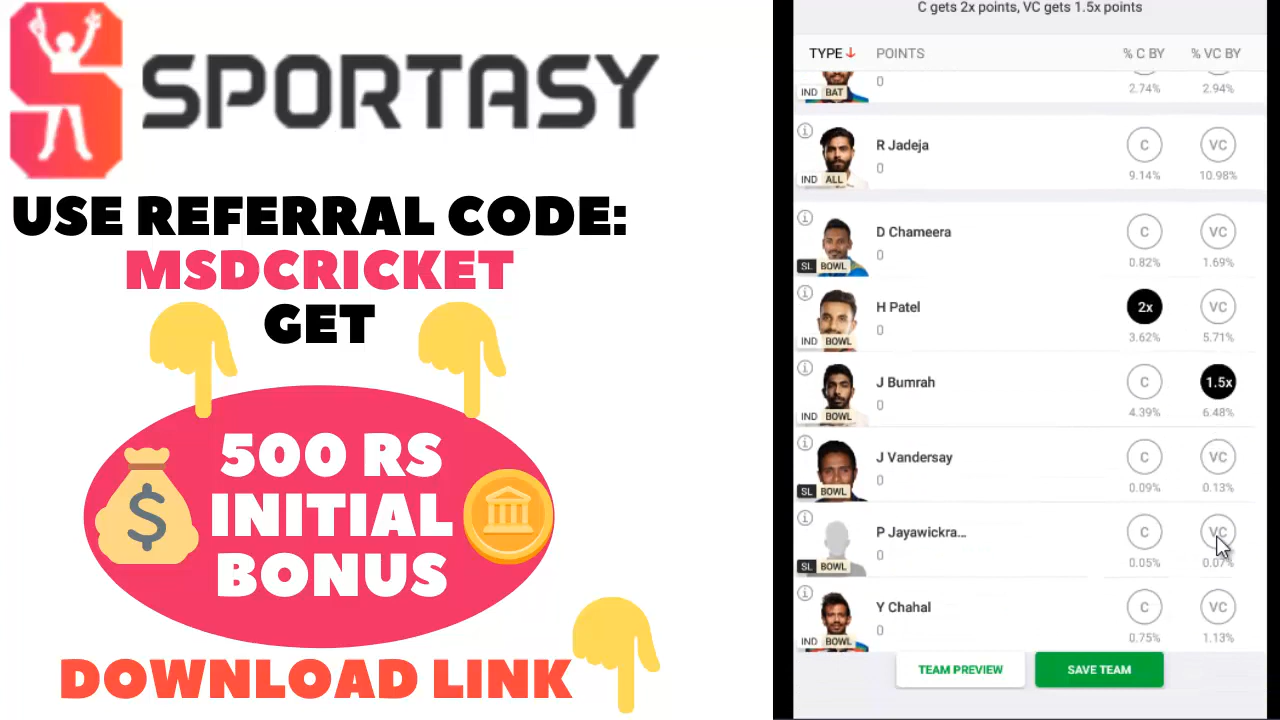 SPORTASY
USE REFERRAL CODE:
MSDCRICKET
GET
500 RS
INITIAL
BONUS
DOWNLOAD LINK
C gets 2x points, VC gets 1.5x points
TYPE POINTS % C BY % VC BY
0
IND BAT 2.74% 2.94%
R Jadeja C VC
0
IND ALL 9.14% 10.98%
D Chameera C VC
0
SL BOWL 0.82% 1.69%
H Patel 2x VC
0
IND BOWL 3.62% 5.71%
J Bumrah C 1.5x
0
IND BOWL 4.39% 6.48%
J Vandersay C VC
0
SL BOWL 0.09% 0.13%
P Jayawickra... C VC
0
SL BOWL 0.05% 0.07%
Y Chahal C VC
0
IND BOWL 0.75% 1.13%
TEAM PREVIEW SAVE TEAM